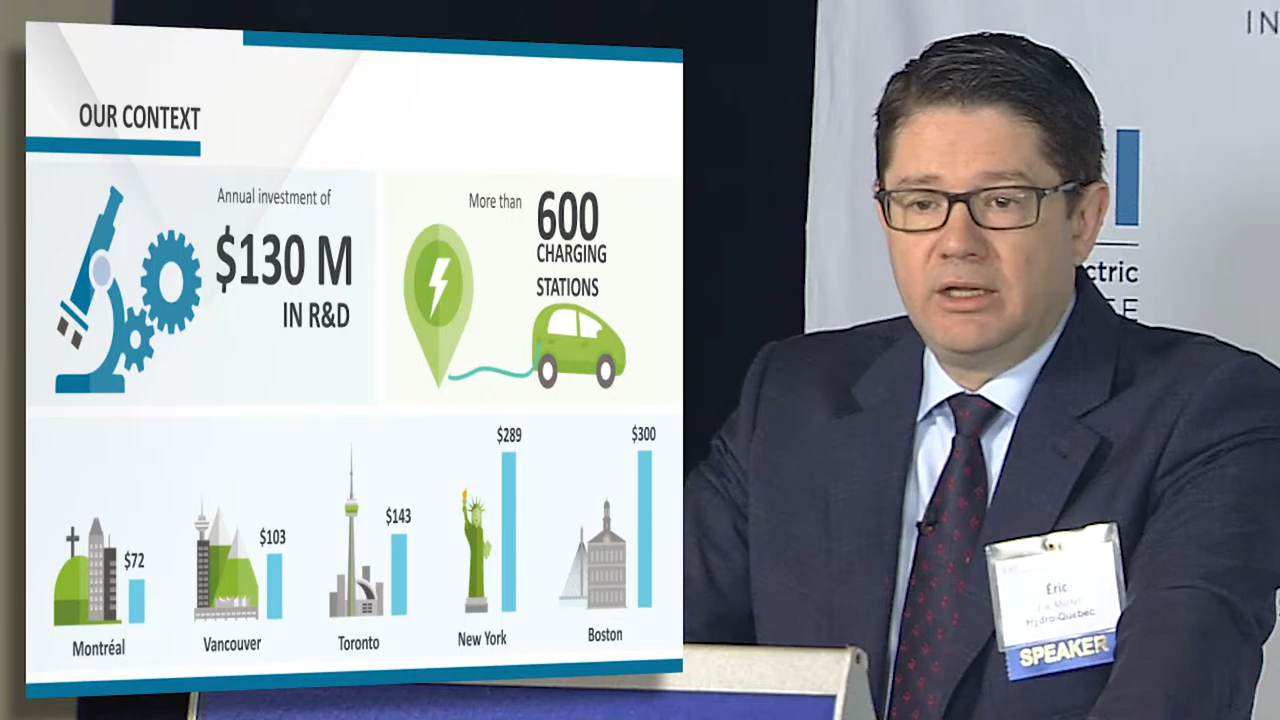 OUR CONTEXT
Annual investment of
$130 M
IN R&D
More than
600
CHARGING
STATIONS
$72
$103
$143
$289
$300
Montréal
Vancouver
Toronto
New York
Boston
IN
ctric
Éric
Hydro-Québec
SPEAKER